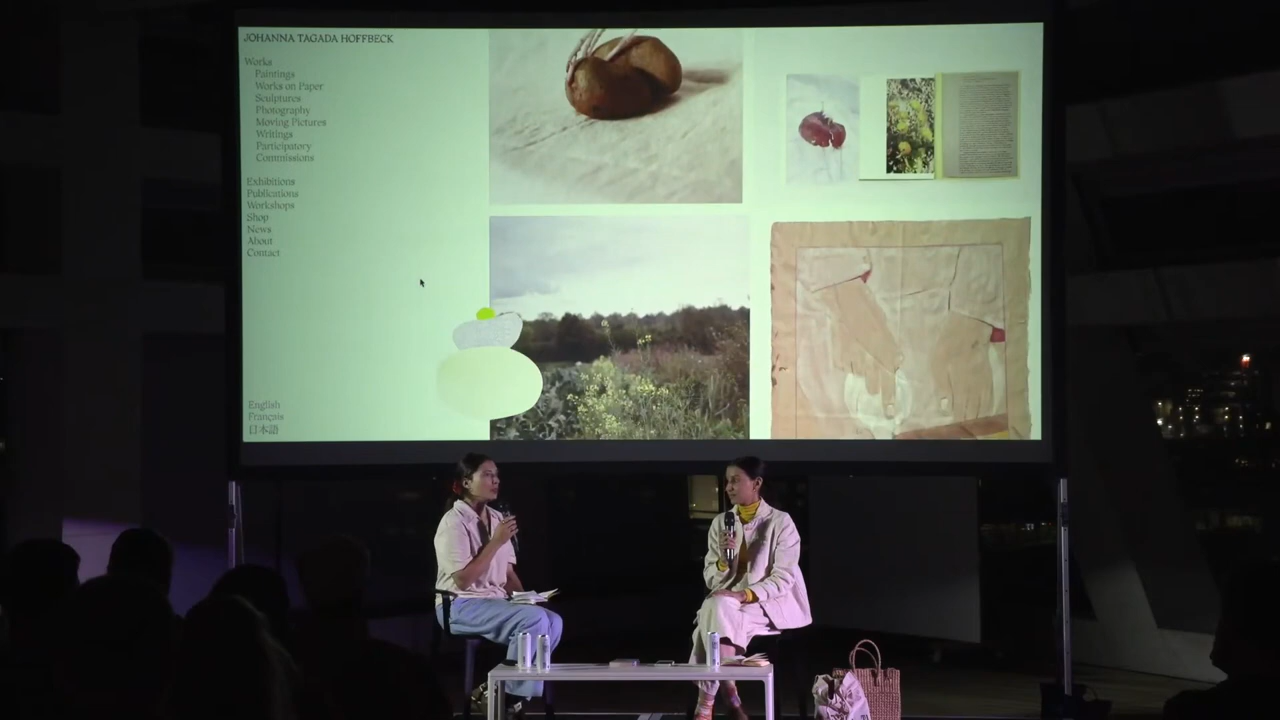 JOHANNA TAGADA HOFFBECK
Works
Paintings
Works on Paper
Sculptures
Photography
Moving Pictures
Writings
Participatory
Commissions
Exhibitions
Publications
Workshops
Shop
News
About
Contact
English
Français
日本語